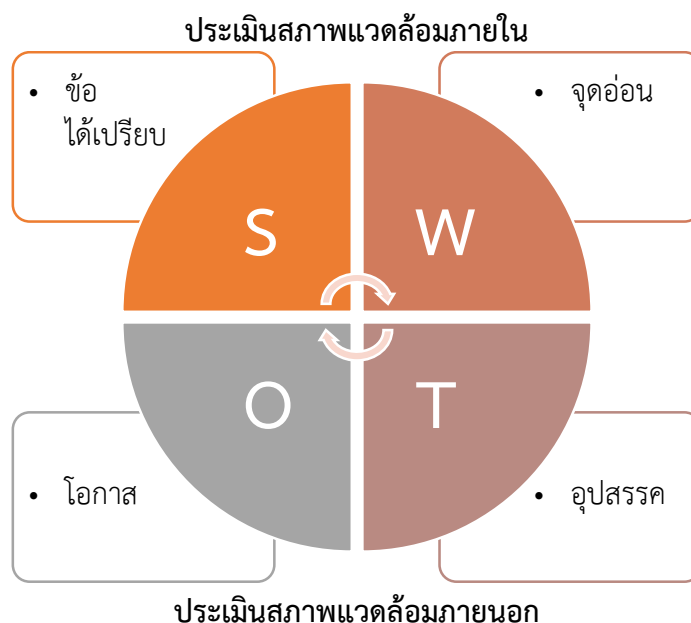 ประเมินสภาพแวดล้อมภายใน
• ข้อ
ได้เปรียบ
• จุดอ่อน
S
W
O
T
• โอกาส
• อุปสรรค
ประเมินสภาพแวดล้อมภายนอก